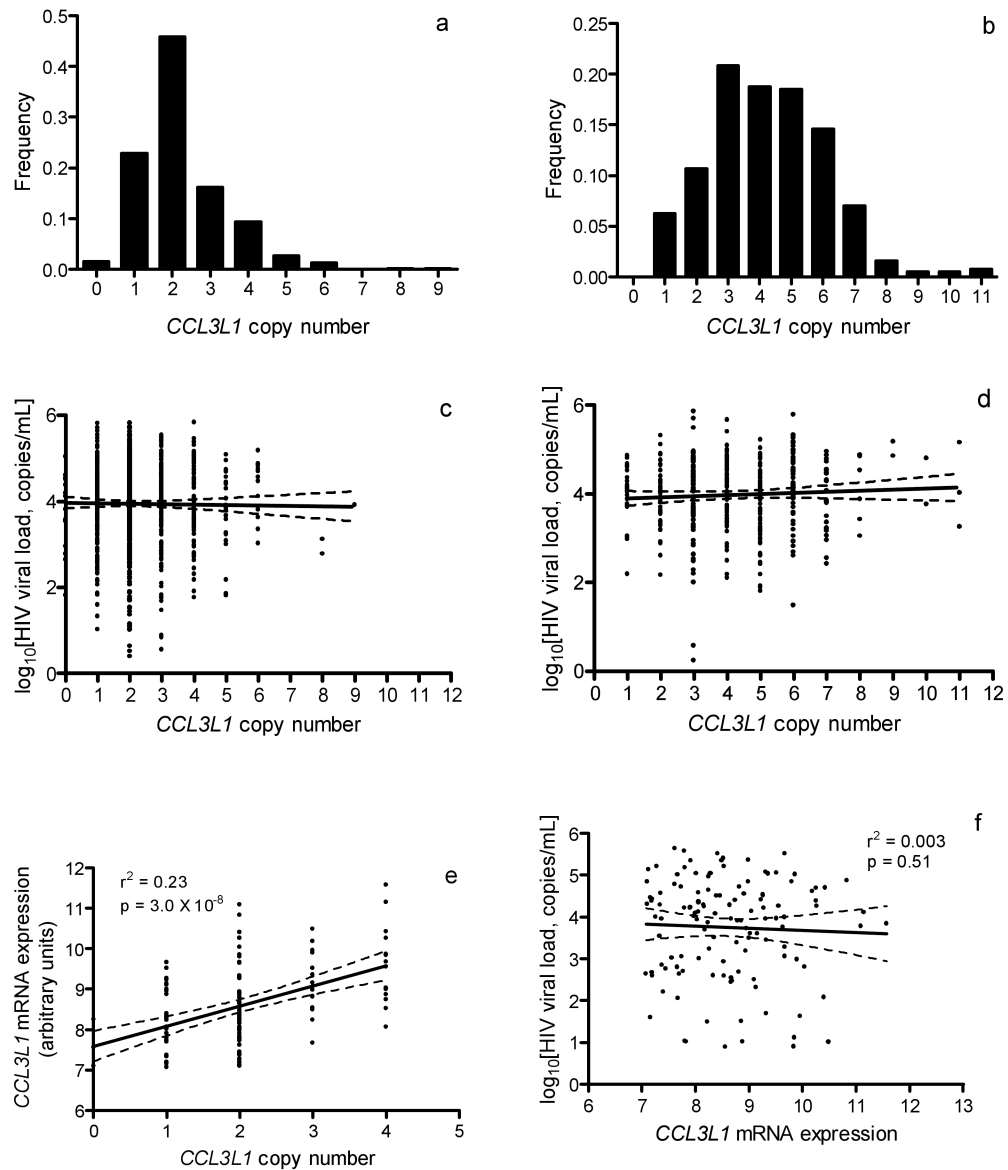 a
0.5
0.4
0.3
0.2
0.1
0.0
Frequency
0 1 2 3 4 5 6 7 8 9
CCL3L1 copy number
b
0.25
0.20
0.15
0.10
0.05
0.00
Frequency
0 1 2 3 4 5 6 7 8 9 10 11
CCL3L1 copy number
c
6
4
2
0
log10[HIV viral load, copies/mL]
0 1 2 3 4 5 6 7 8 9 10 11 12
CCL3L1 copy number
d
6
4
2
0
log10[HIV viral load, copies/mL]
0 1 2 3 4 5 6 7 8 9 10 11 12
CCL3L1 copy number
e
r² = 0.23
p = 3.0 X 10⁻⁸
12
11
10
9
8
7
6
CCL3L1 mRNA expression
(arbitrary units)
0 1 2 3 4 5
CCL3L1 copy number
f
r² = 0.003
p = 0.51
6
5
4
3
2
1
0
log10[HIV viral load, copies/mL]
6 7 8 9 10 11 12 13
CCL3L1 mRNA expression